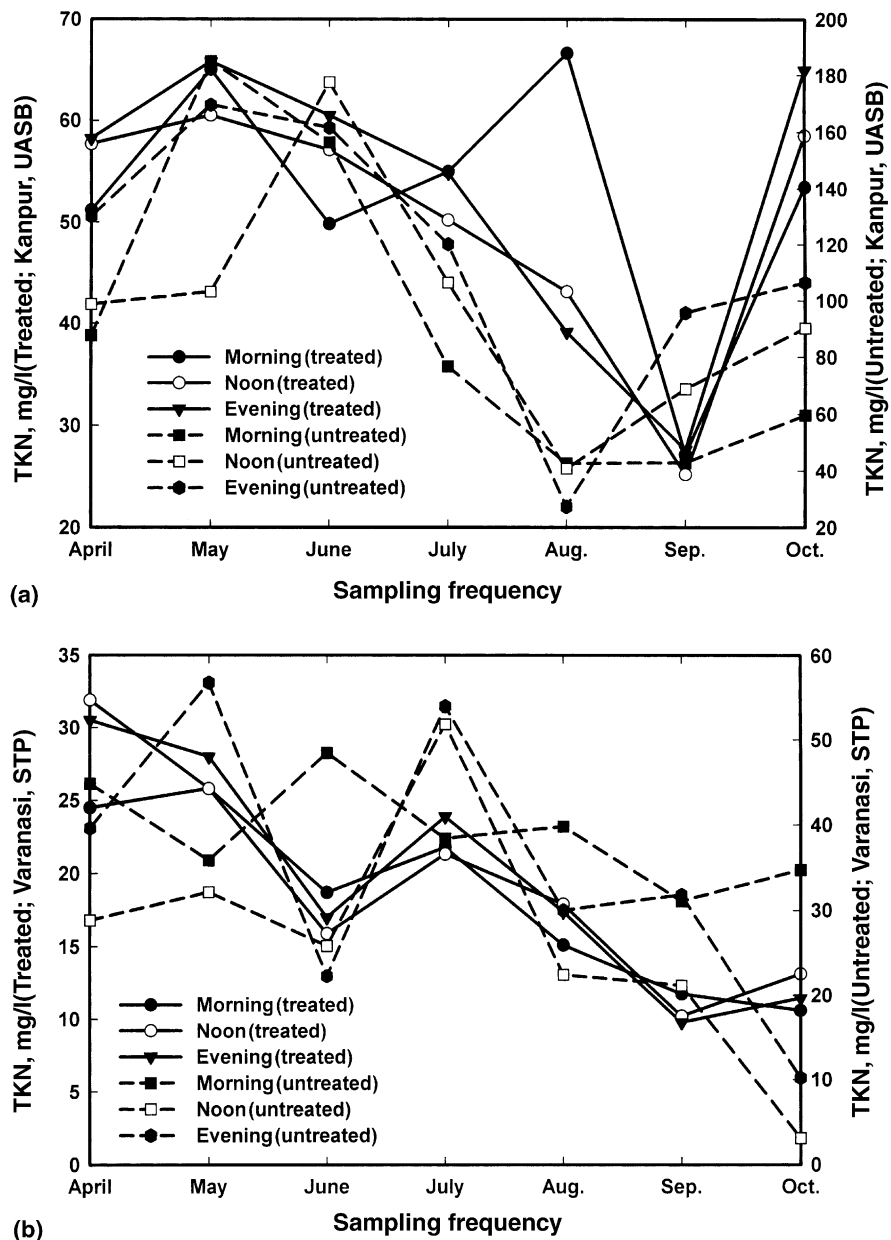 70
60
50
40
30
20
200
180
160
140
120
100
80
60
40
20
TKN, mg/l(Treated; Kanpur, UASB)
TKN, mg/l(Untreated; Kanpur, UASB)
Morning (treated)
Noon (treated)
Evening (treated)
Morning (untreated)
Noon (untreated)
Evening (untreated)
April May June July Aug. Sep. Oct.
(a) Sampling frequency
35
30
25
20
15
10
5
0
60
50
40
30
20
10
0
TKN, mg/l(Treated; Varanasi, STP)
TKN, mg/l(Untreated; Varanasi, STP)
Morning (treated)
Noon (treated)
Evening (treated)
Morning (untreated)
Noon (untreated)
Evening (untreated)
April May June July Aug. Sep. Oct.
(b) Sampling frequency